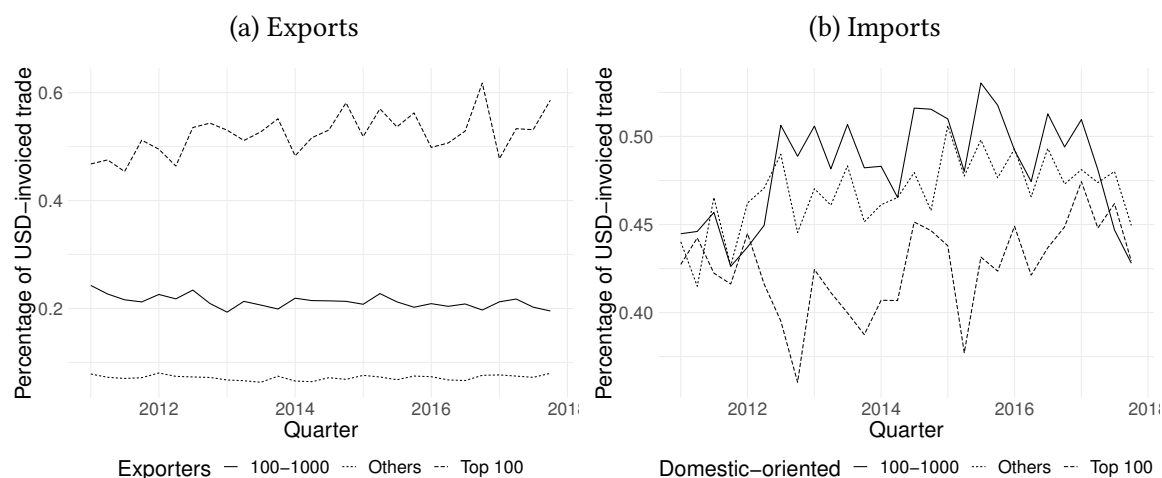 (a) Exports
Percentage of USD−invoiced trade
0.6
0.4
0.2
2012 2014 2016 2018
Quarter
Exporters 100−1000 Others Top 100
(b) Imports
Percentage of USD−invoiced trade
0.50
0.45
0.40
2012 2014 2016 2018
Quarter
Domestic−oriented 100−1000 Others Top 100